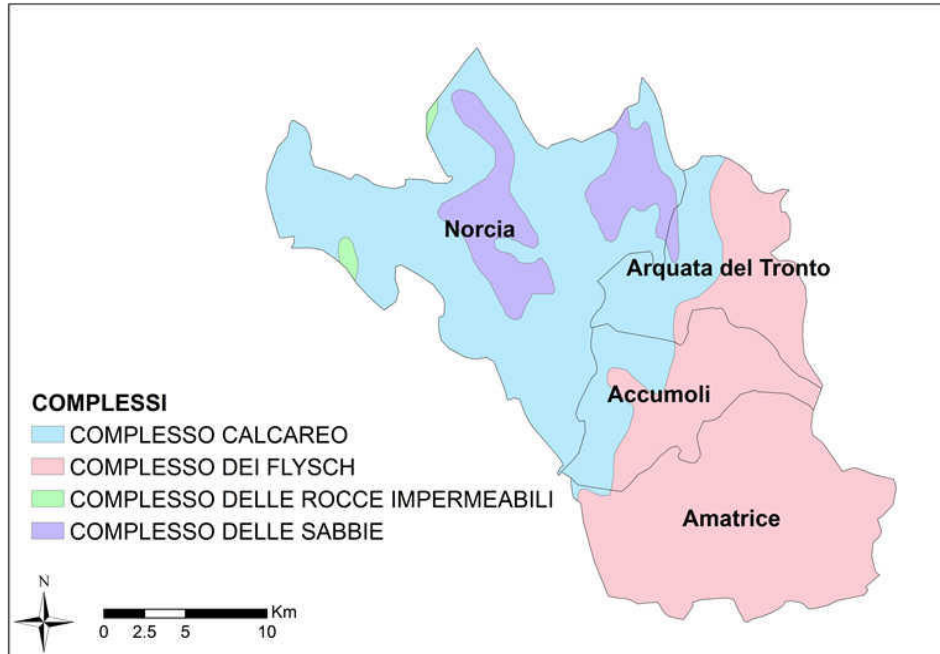 Norcia
Arquata del Tronto
Accumoli
Amatrice
COMPLESSI
COMPLESSO CALCAREO
COMPLESSO DEI FLYSCH
COMPLESSO DELLE ROCCE IMPERMEABILI
COMPLESSO DELLE SABBIE
N
Km
0 2.5 5 10